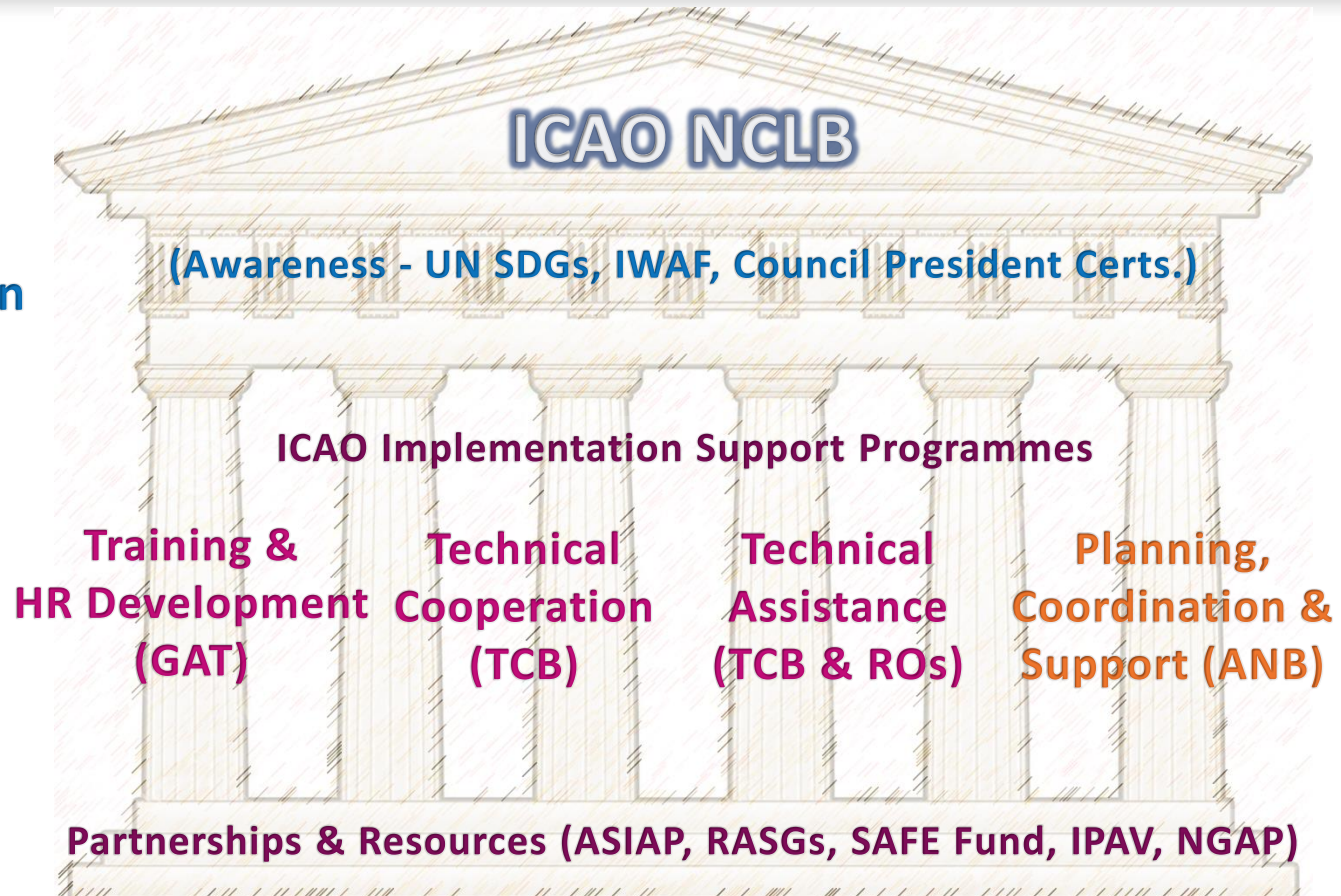 ICAO NCLB
(Awareness - UN SDGs, IWAF, Council President Certs.)
n
ICAO Implementation Support Programmes
Training &
HR Development
(GAT)
Technical
Cooperation
(TCB)
Technical
Assistance
(TCB & ROs)
Planning,
Coordination &
Support (ANB)
Partnerships & Resources (ASIAP, RASGs, SAFE Fund, IPAV, NGAP)